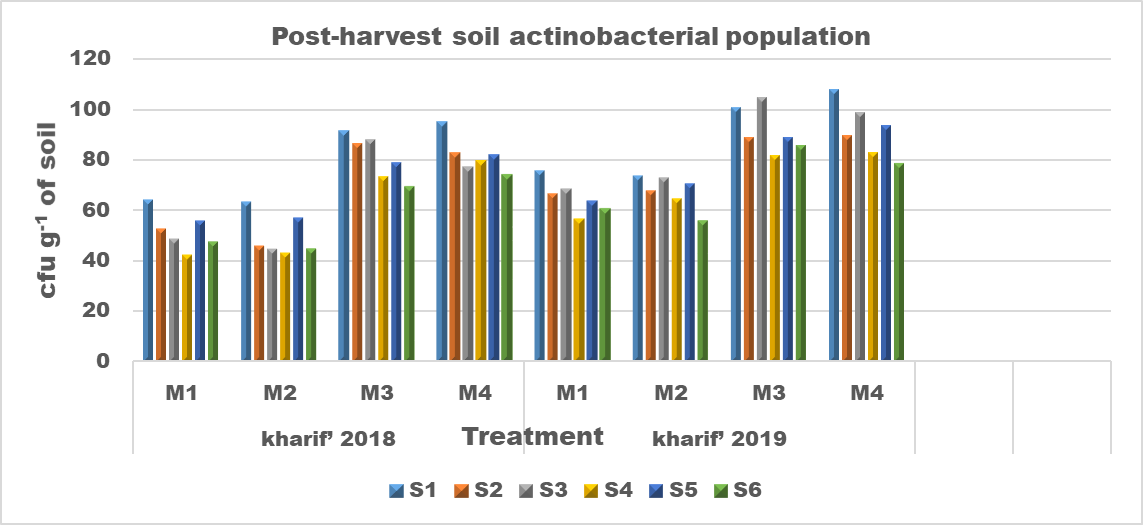 Post-harvest soil actinobacterial population
cfu g-1 of soil
120
100
80
60
40
20
0
M1 M2 M3 M4 M1 M2 M3 M4
kharif’ 2018 Treatment kharif’ 2019
S1 S2 S3 S4 S5 S6